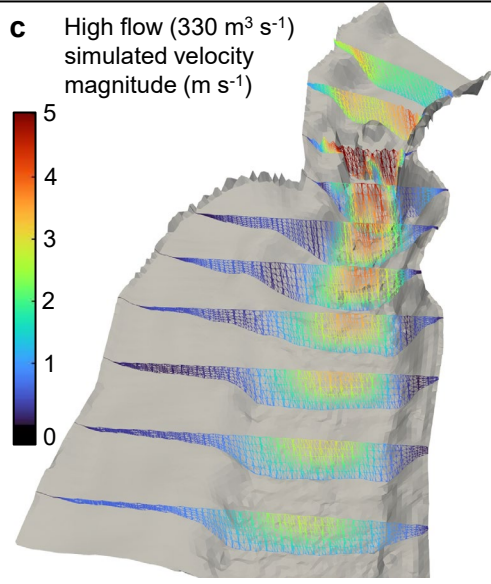 c High flow (330 m³ s⁻¹)
simulated velocity
magnitude (m s⁻¹)
5
4
3
2
1
0